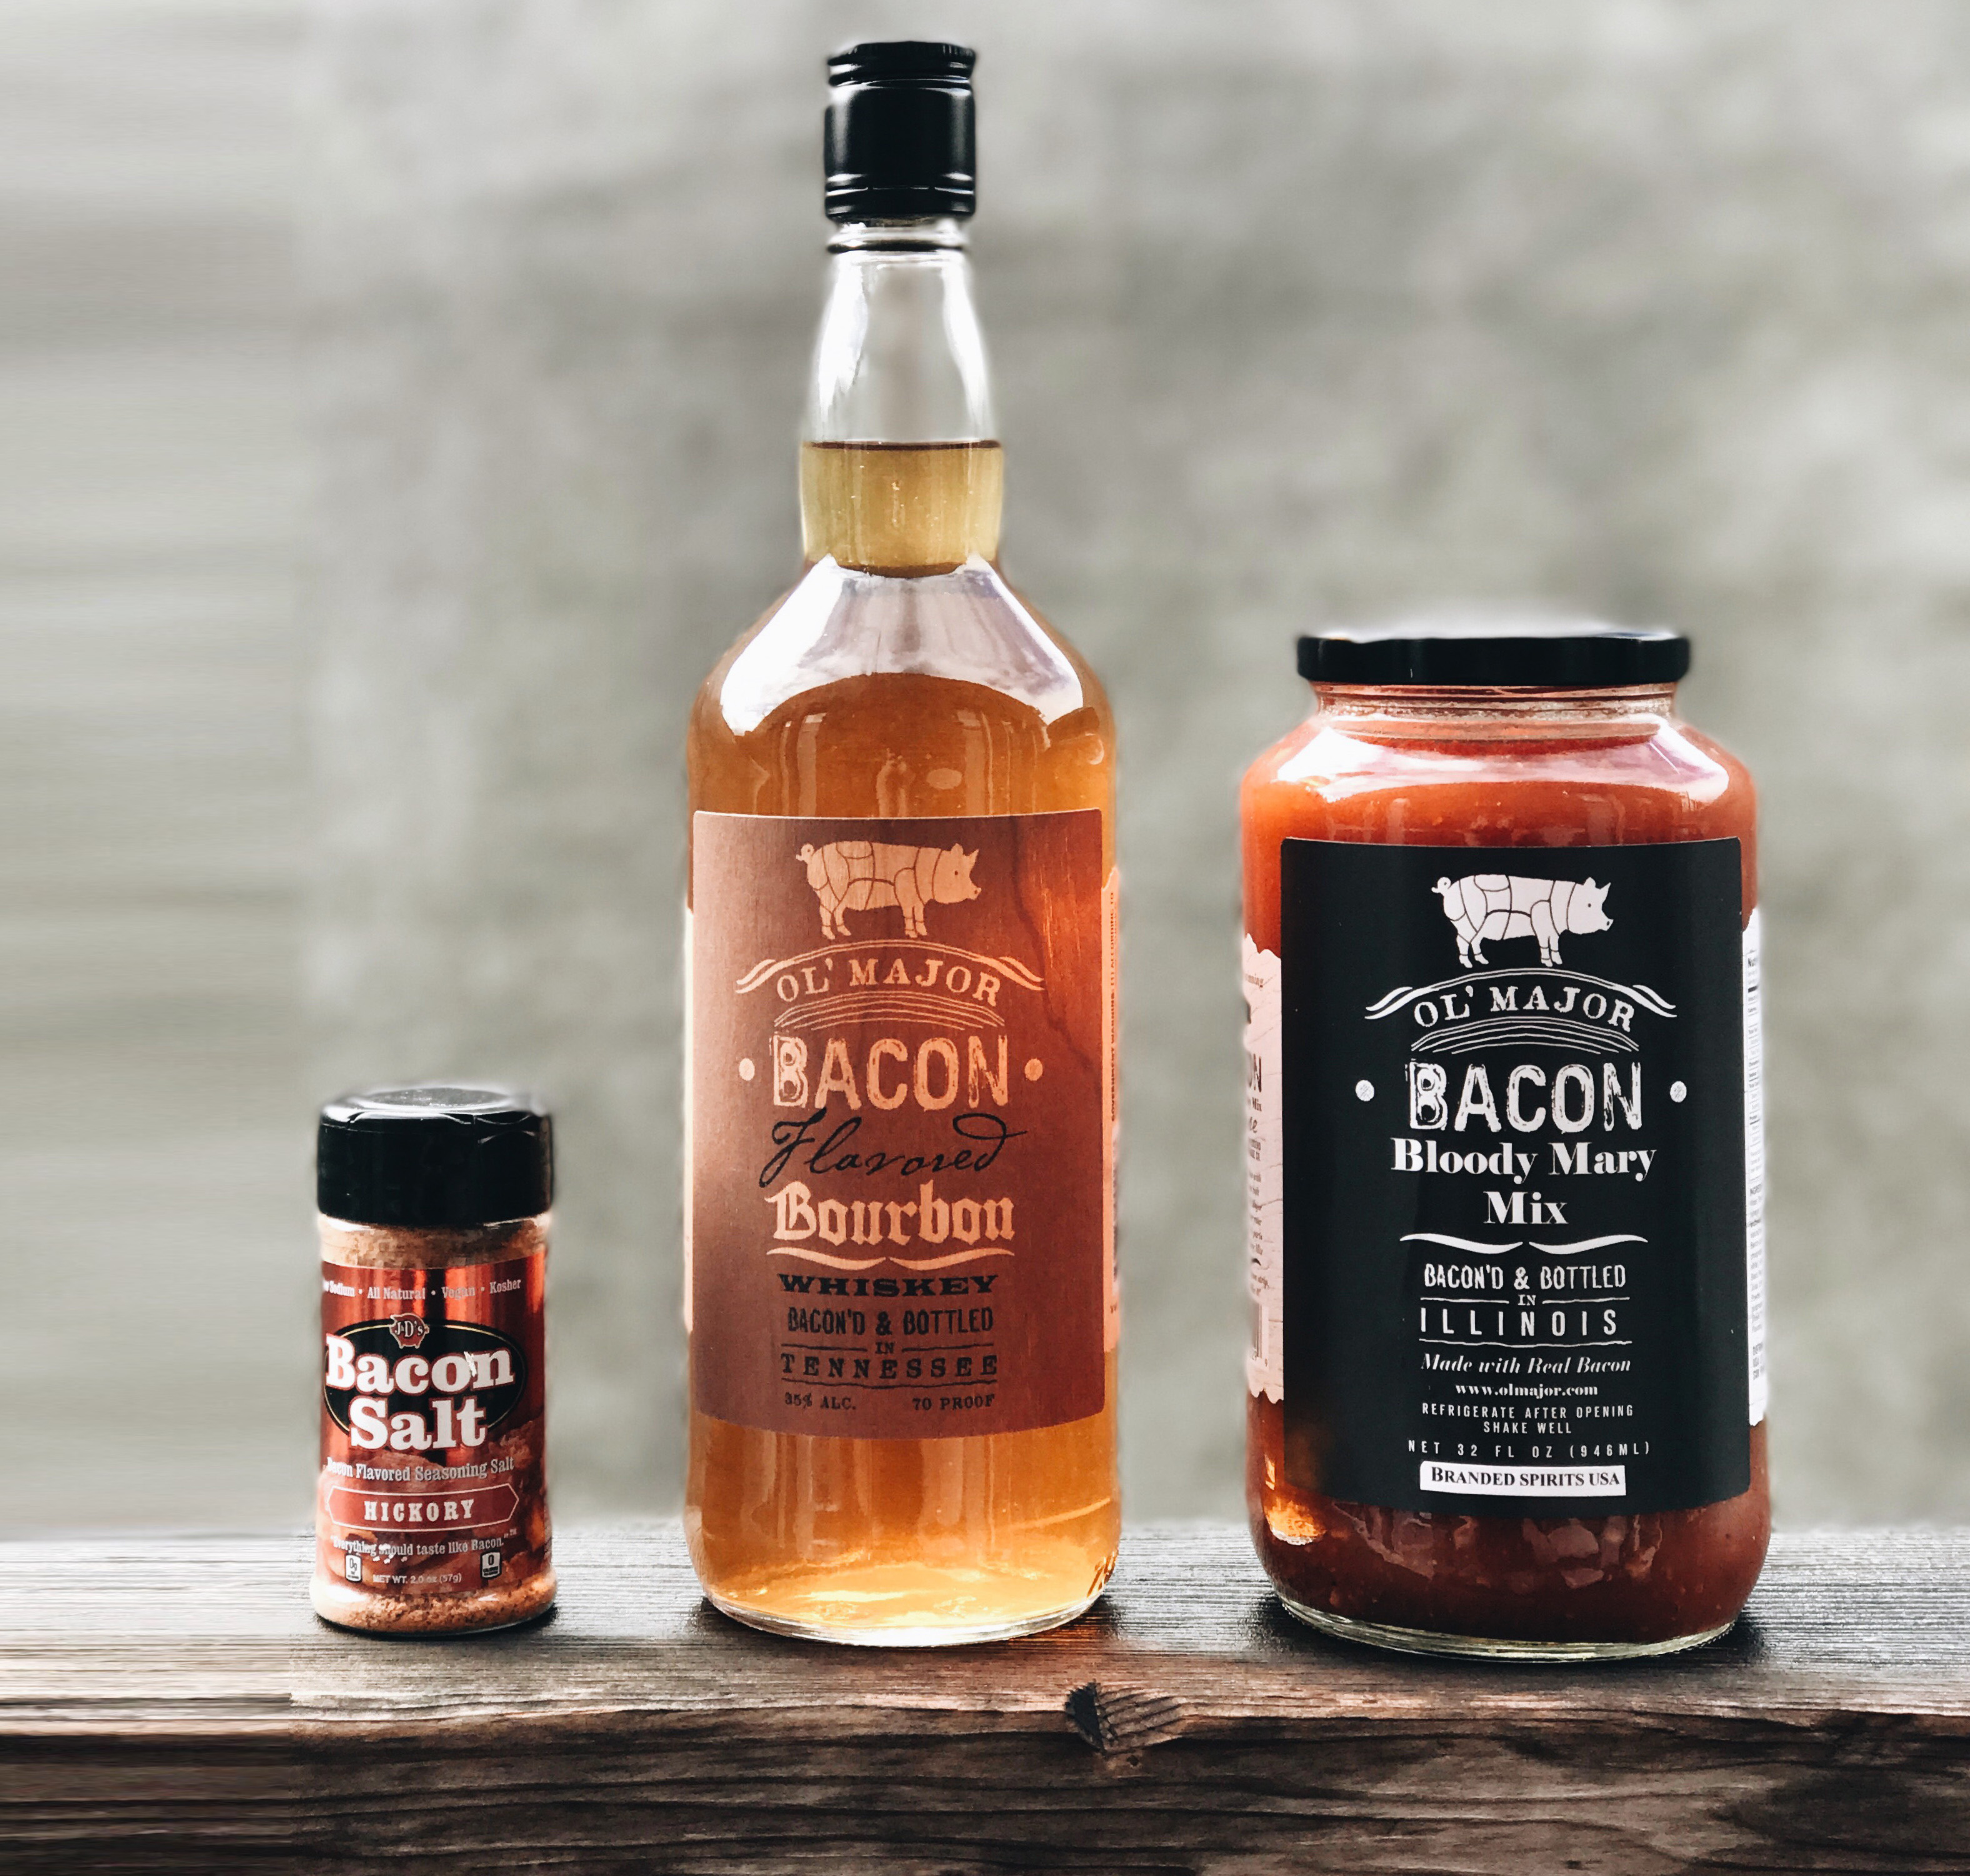 Sodium • All Natural • Vegan • Kosher
J&D's
Bacon
Salt
Bacon Flavored Seasoning Salt
HICKORY
"Everything should taste like Bacon."™
NET WT. 2.0 oz (57g)
OL' MAJOR
• BACON •
Flavored
Bourbon
WHISKEY
BACON'D & BOTTLED
IN
TENNESSEE
35% ALC. 70 PROOF
OL' MAJOR
• BACON •
Bloody Mary
Mix
BACON'D & BOTTLED
IN
ILLINOIS
Made with Real Bacon
www.olmajor.com
REFRIGERATE AFTER OPENING
SHAKE WELL
NET 32 FL OZ (946ML)
BRANDED SPIRITS USA